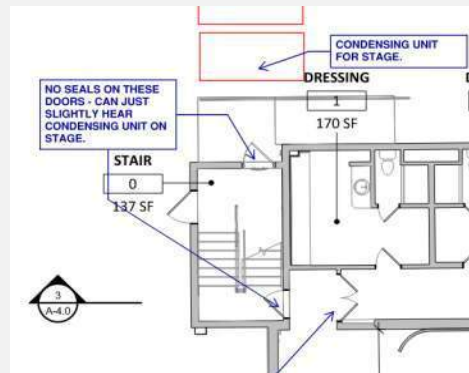 CONDENSING UNIT
FOR STAGE.
DRESSING
1
170 SF
NO SEALS ON THESE
DOORS - CAN JUST
SLIGHTLY HEAR
CONDENSING UNIT ON
STAGE.
STAIR
0
137 SF
3
A-4.0